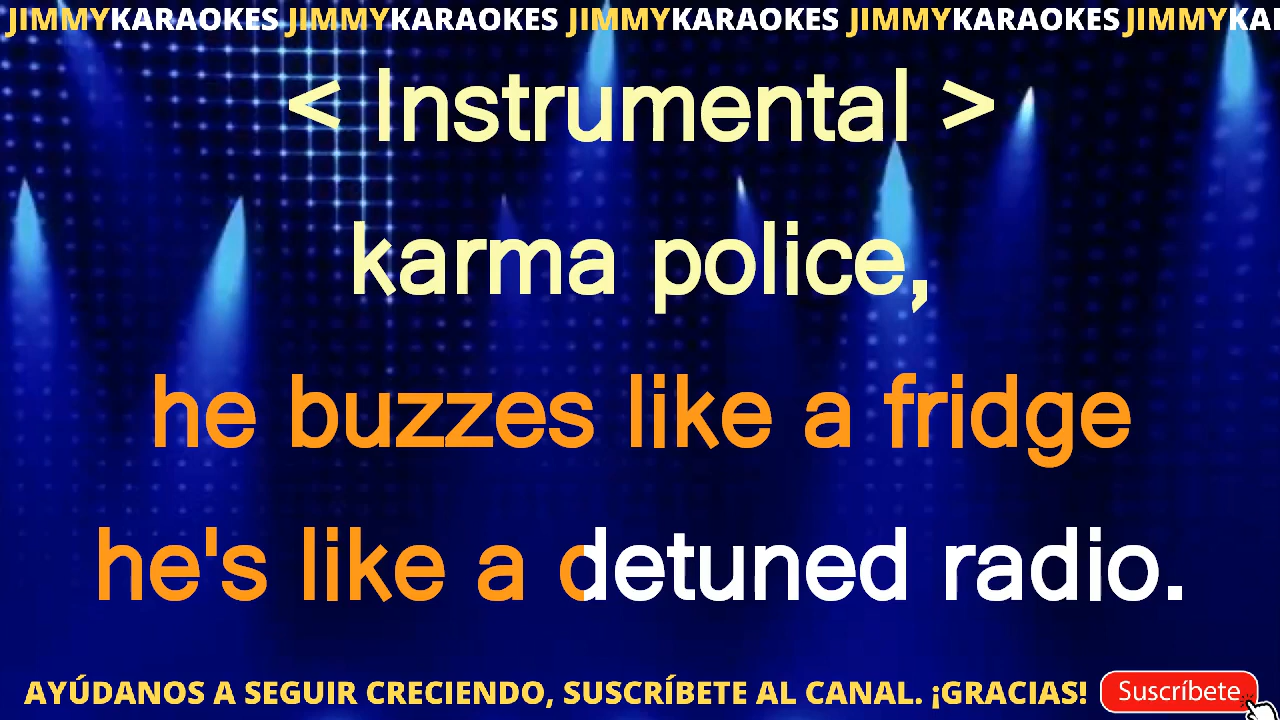 JIMMYKARAOKES JIMMYKARAOKES JIMMYKARAOKES JIMMYKARAOKES JIMMYKA
< Instrumental >
karma police,
he buzzes like a fridge
he's like a detuned radio.
AYÚDANOS A SEGUIR CRECIENDO, SUSCRÍBETE AL CANAL. ¡GRACIAS! Suscríbete